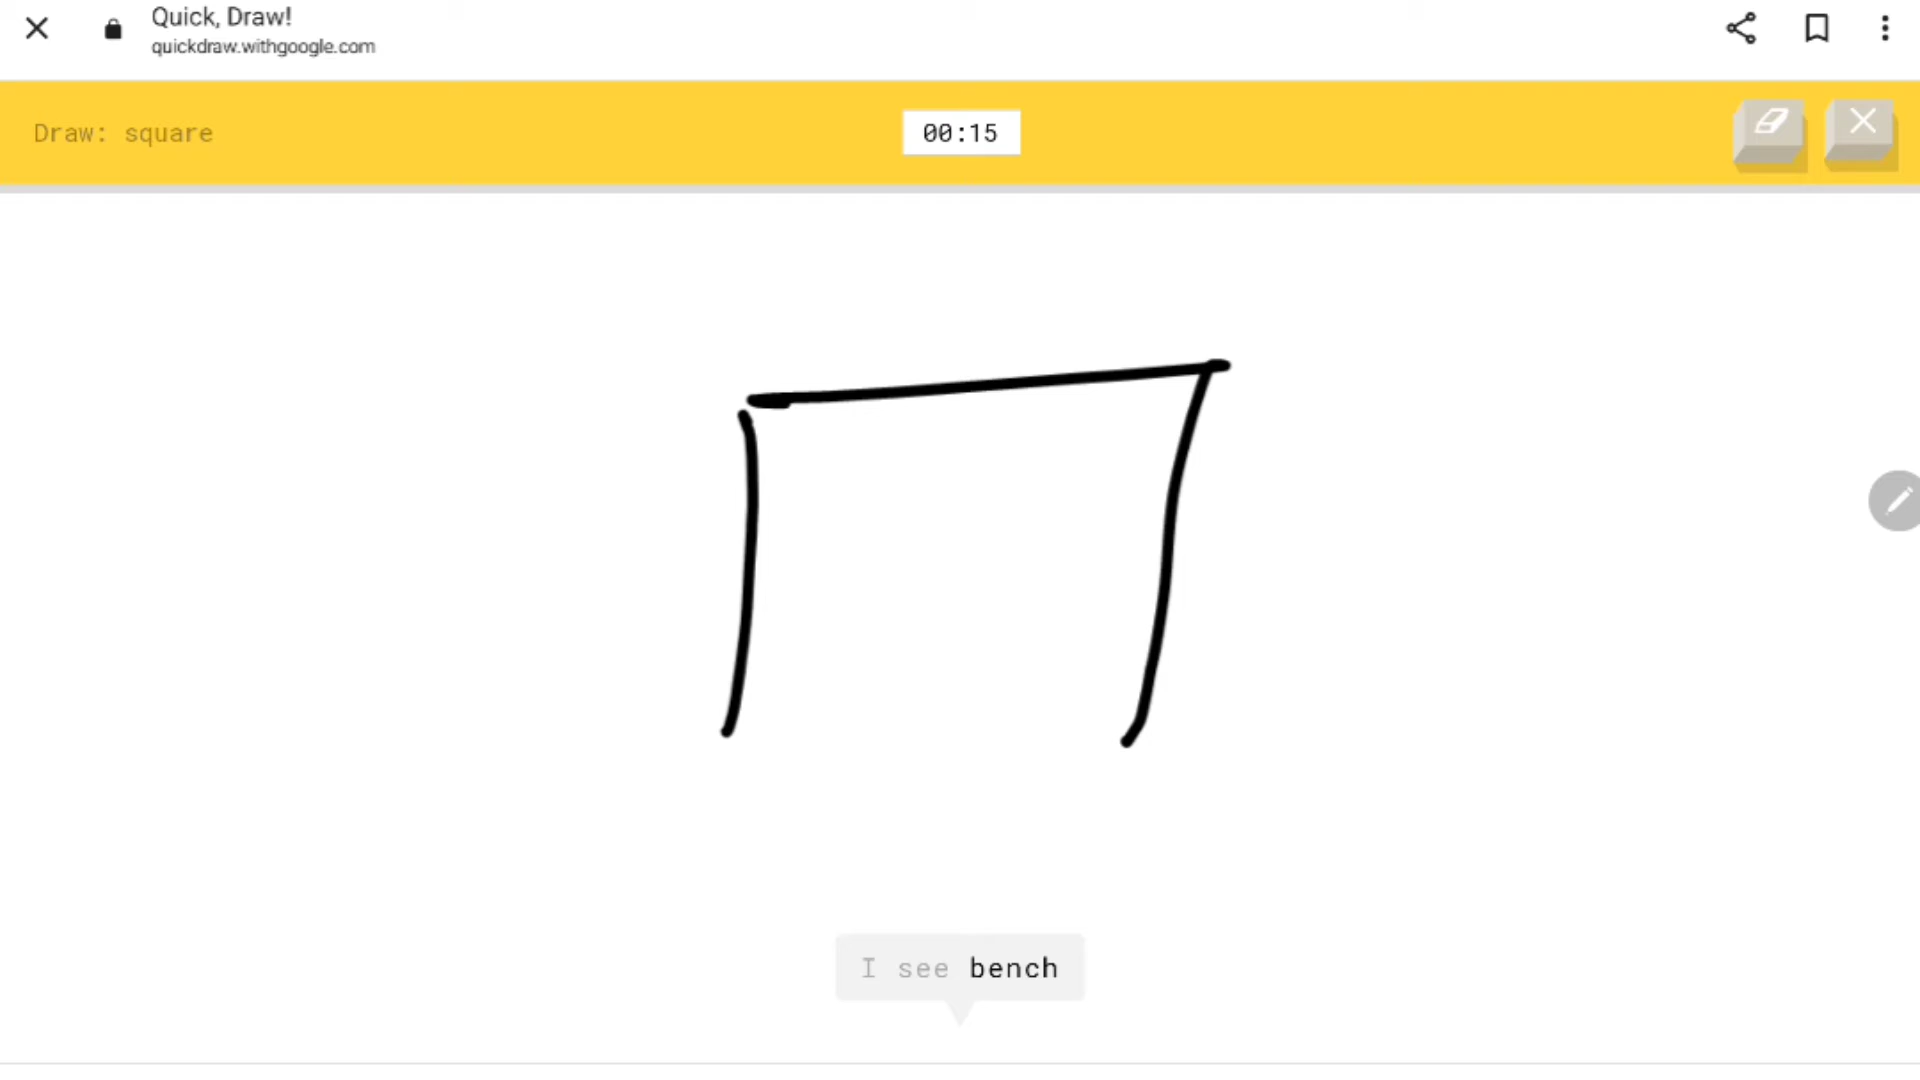 Quick, Draw!
quickdraw.withgoogle.com
Draw: square
00:15
I see bench